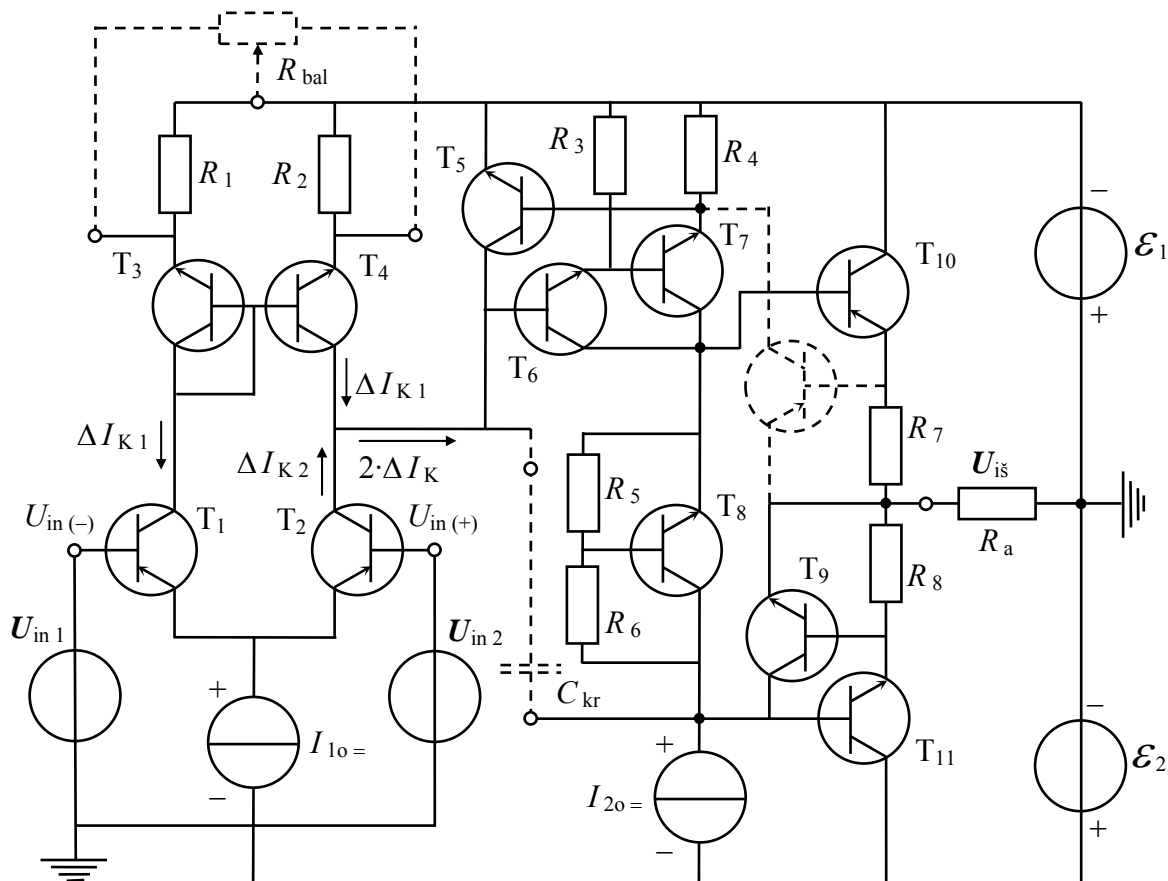 R bal
R 1
R 2
T5
R 3
R 4
T3
T4
T7
T10
−
ℰ1
+
T6
ΔI K 1
ΔI K 1
ΔI K 2
2·ΔI K
R 7
U in (−)
T1
T2
U in (+)
R 5
T8
U iš
R a
R 8
T9
R 6
U in 1
U in 2
+
I 1o =
−
C kr
+
I 2o =
−
T11
−
ℰ2
+